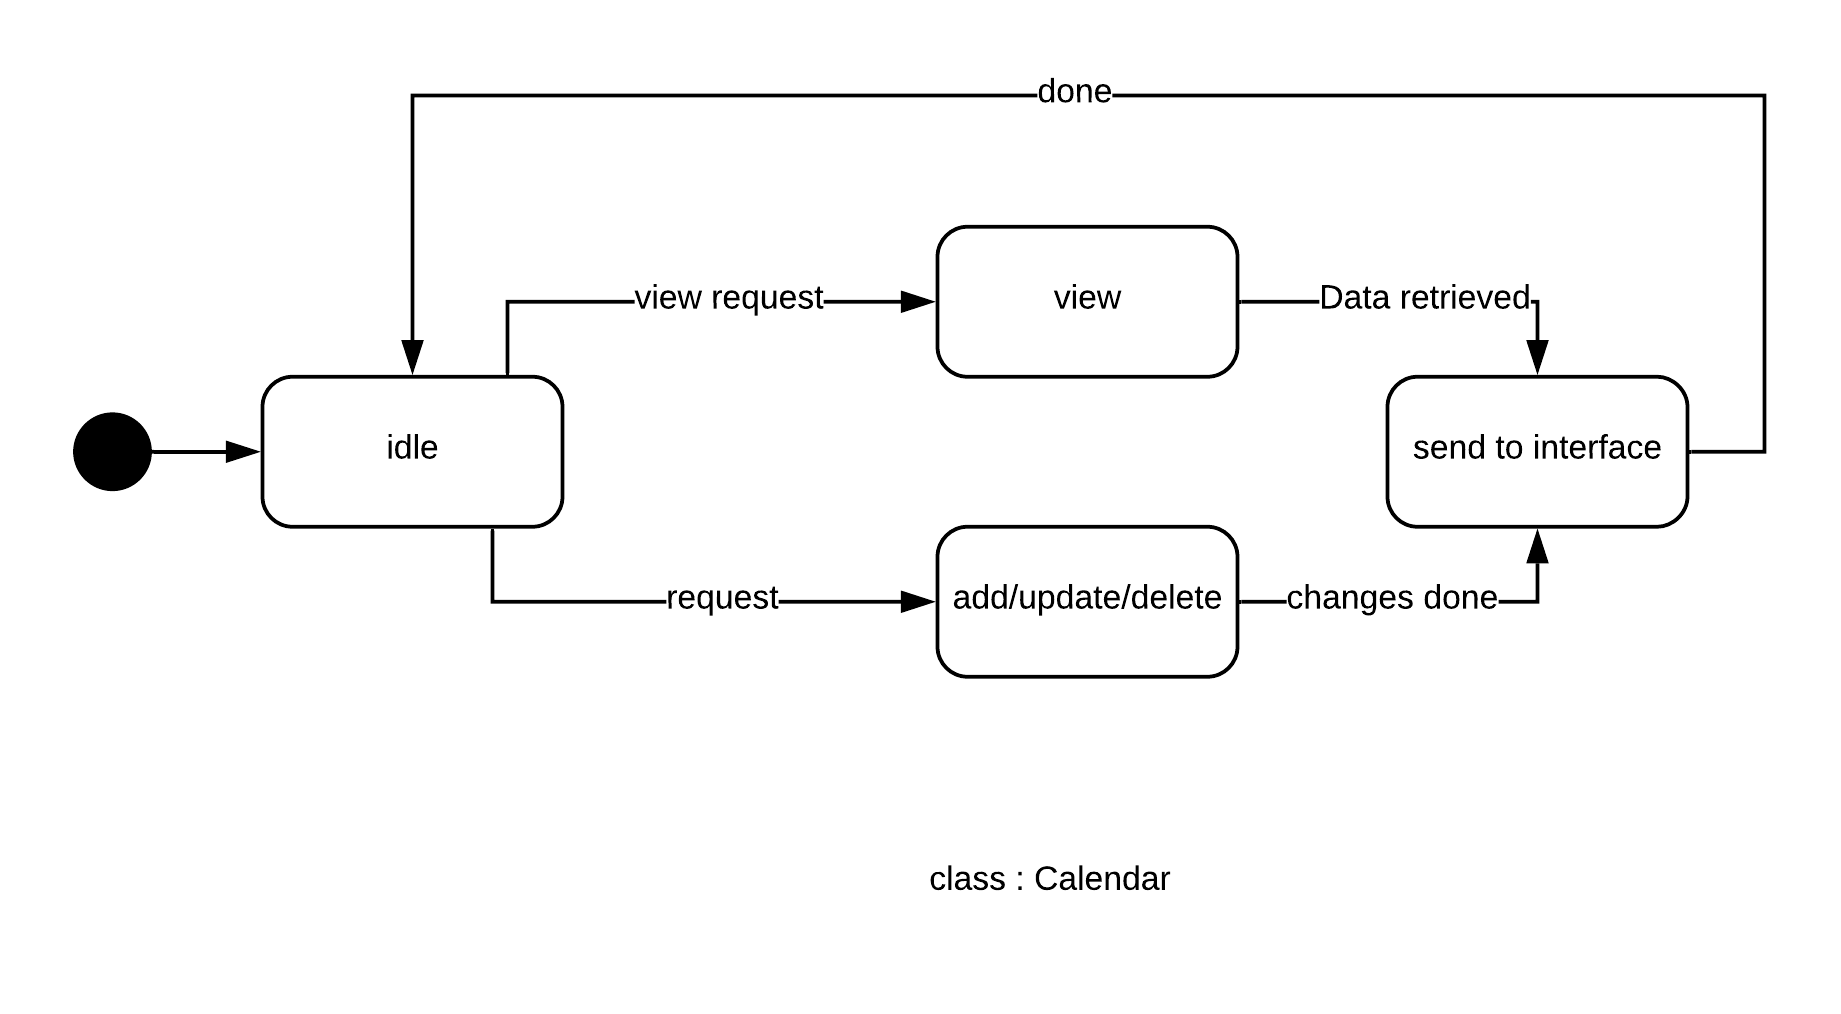 done
view request
view
Data retrieved
idle
send to interface
request
add/update/delete
changes done
class : Calendar